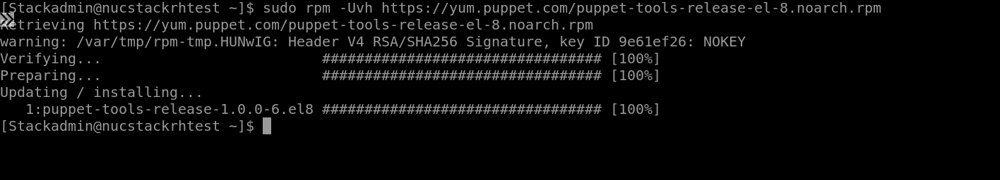 [Stackadmin@nucstackrhtest ~]$ sudo rpm -Uvh https://yum.puppet.com/puppet-tools-release-el-8.noarch.rpm
Retrieving https://yum.puppet.com/puppet-tools-release-el-8.noarch.rpm
warning: /var/tmp/rpm-tmp.HUNwIG: Header V4 RSA/SHA256 Signature, key ID 9e61ef26: NOKEY
Verifying...                          ################################# [100%]
Preparing...                          ################################# [100%]
Updating / installing...
   1:puppet-tools-release-1.0.0-6.el8 ################################# [100%]
[Stackadmin@nucstackrhtest ~]$